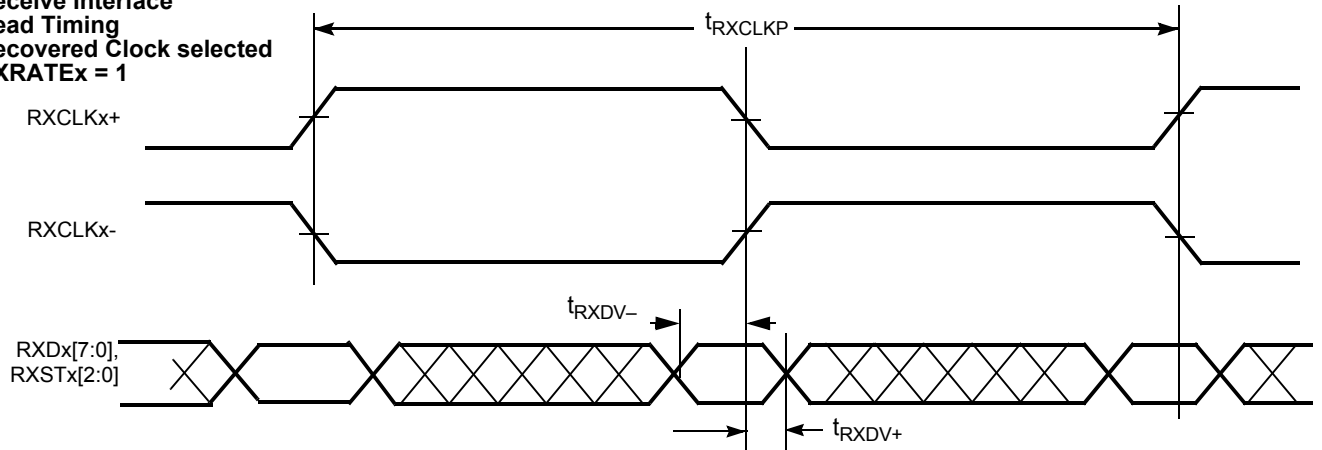 eceive Interface
ead Timing
ecovered Clock selected
XRATEx = 1
tRXCLKP
RXCLKx+
RXCLKx-
tRXDV–
RXDx[7:0],
RXSTx[2:0]
tRXDV+